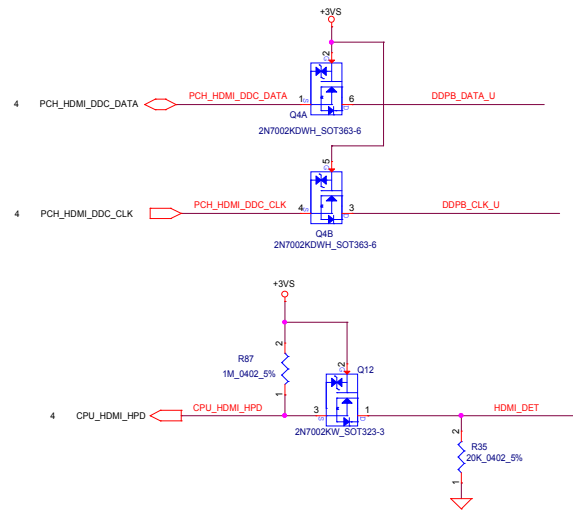 +3VS
2
G
4 PCH_HDMI_DDC_DATA PCH_HDMI_DDC_DATA 1 S D 6 DDPB_DATA_U
Q4A
2N7002KDWH_SOT363-6
5
G
4 PCH_HDMI_DDC_CLK PCH_HDMI_DDC_CLK 4 S D 3 DDPB_CLK_U
Q4B
2N7002KDWH_SOT363-6
+3VS
2
R87
1M_0402_5%
1
Q12
2
G
4 CPU_HDMI_HPD CPU_HDMI_HPD 3 S D 1 HDMI_DET
2N7002KW_SOT323-3
2
R35
20K_0402_5%
1